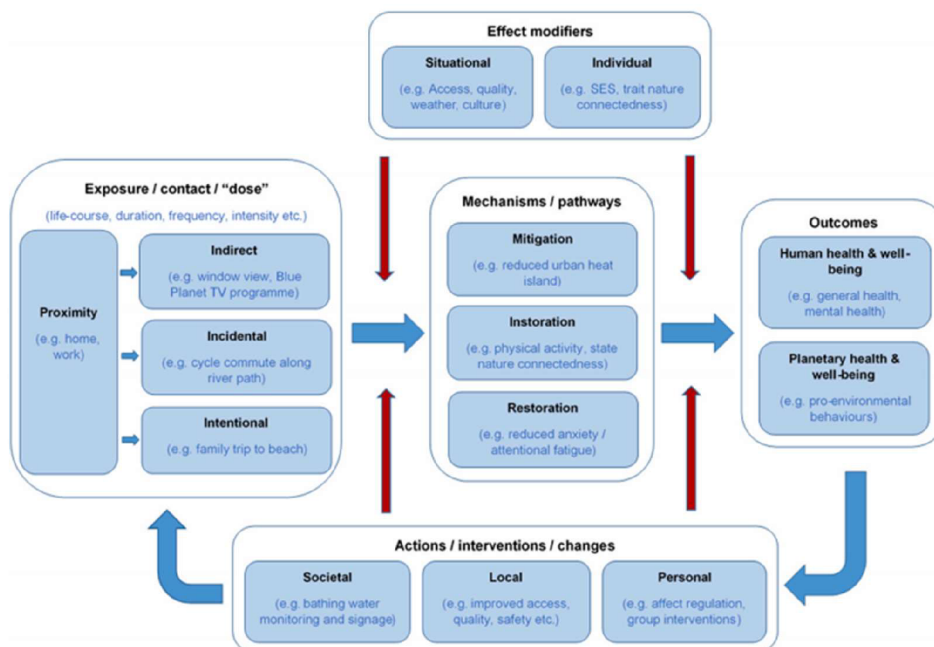 Effect modifiers
Situational
(e.g. Access, quality,
weather, culture)
Individual
(e.g. SES, trait nature
connectedness)
Exposure / contact / “dose”
(life-course, duration, frequency, intensity etc.)
Proximity
(e.g. home,
work)
Indirect
(e.g. window view, Blue
Planet TV programme)
Incidental
(e.g. cycle commute along
river path)
Intentional
(e.g. family trip to beach)
Mechanisms / pathways
Mitigation
(e.g. reduced urban heat
island)
Instoration
(e.g. physical activity, state
nature connectedness)
Restoration
(e.g. reduced anxiety /
attentional fatigue)
Outcomes
Human health & well-
being
(e.g. general health,
mental health)
Planetary health &
well-being
(e.g. pro-environmental
behaviours)
Actions / interventions / changes
Societal
(e.g. bathing water
monitoring and signage)
Local
(e.g. improved access,
quality, safety etc.)
Personal
(e.g. affect regulation,
group interventions)